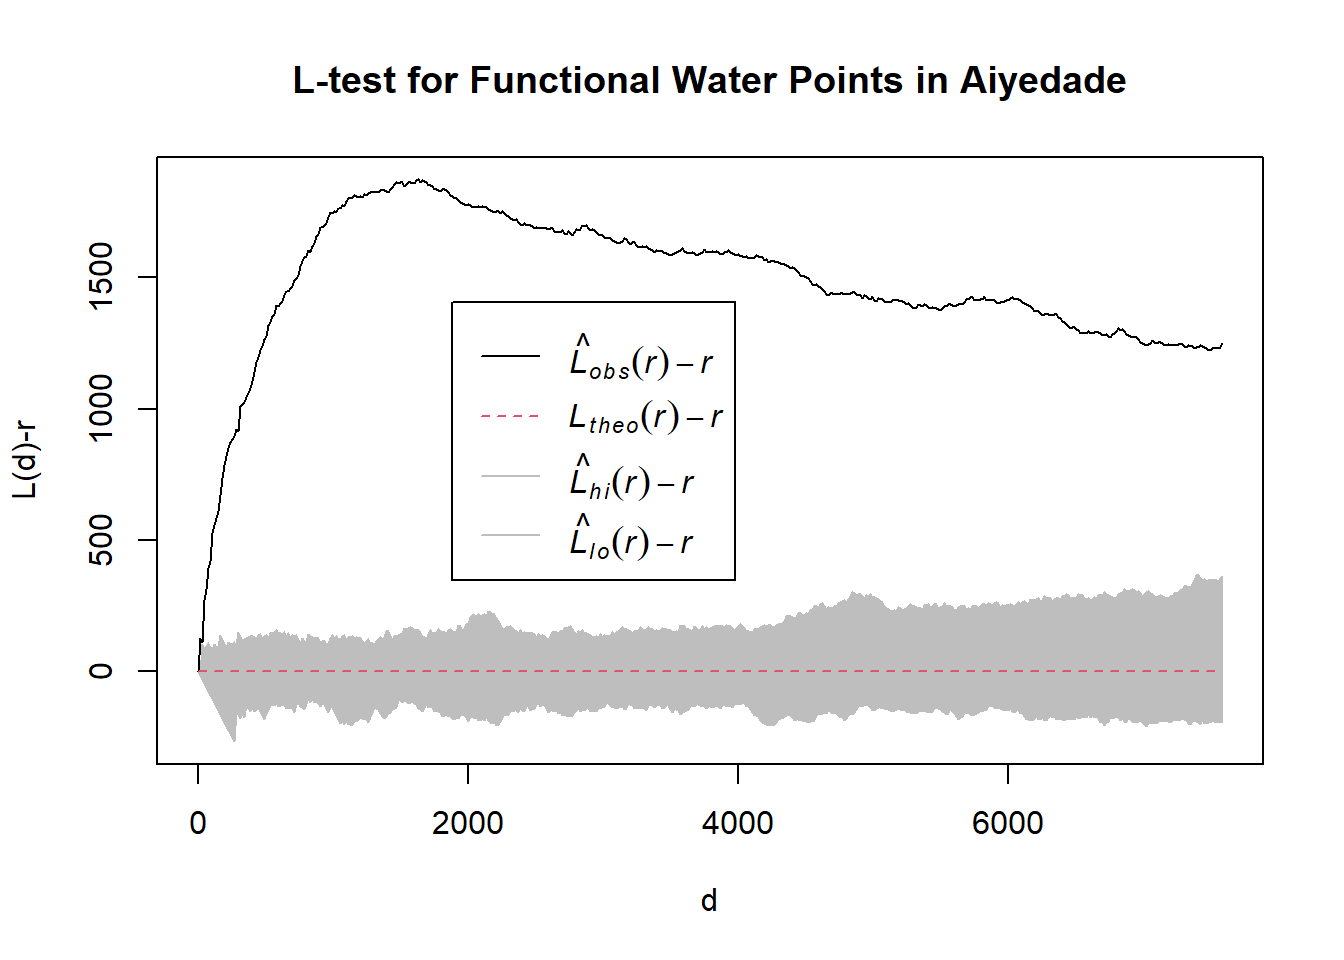 L-test for Functional Water Points in Aiyedade
L(d)-r
1500
1000
500
0
L̂obs(r) − r
Ltheo(r) − r
L̂hi(r) − r
L̂lo(r) − r
0 2000 4000 6000
d